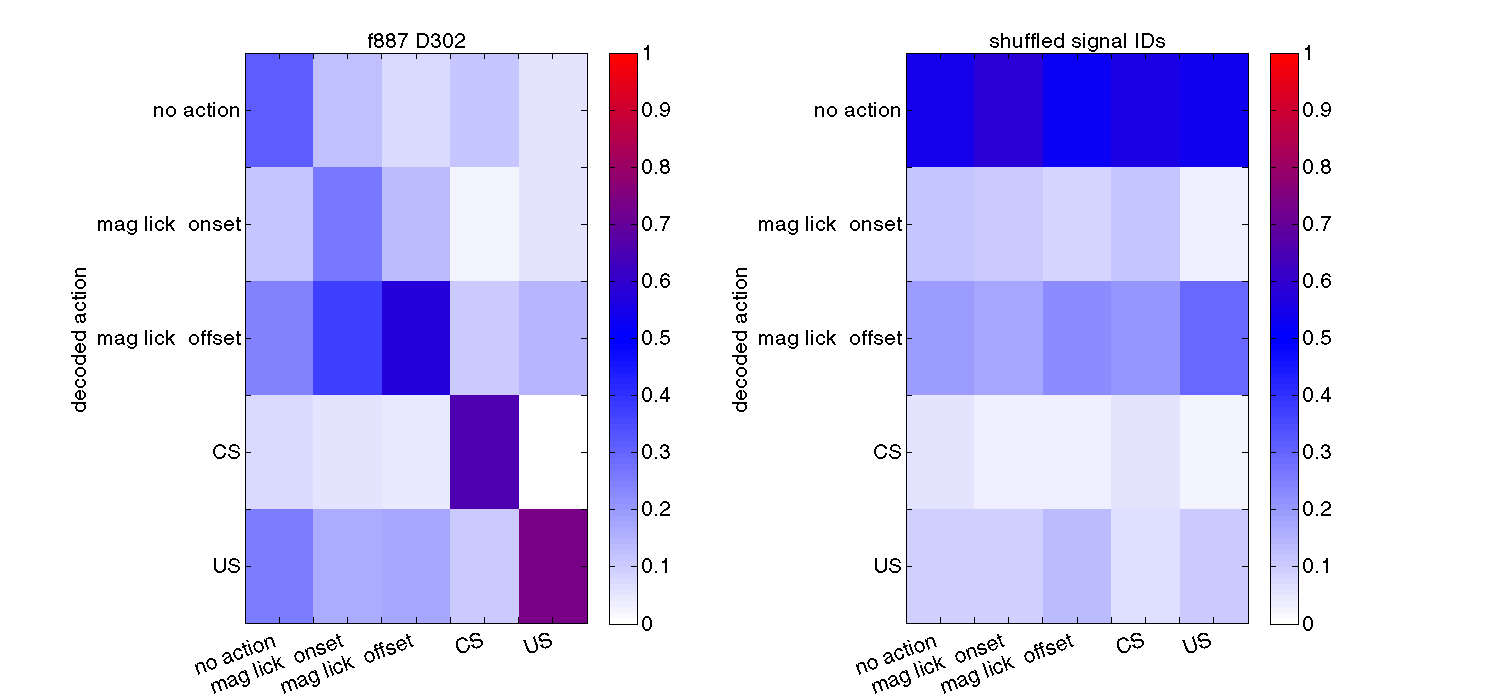 f887 D302
no action
mag lick  onset
mag lick  offset
CS
US
decoded action
no action
mag lick  onset
mag lick  offset
CS
US
1
0.9
0.8
0.7
0.6
0.5
0.4
0.3
0.2
0.1
0
shuffled signal IDs
no action
mag lick  onset
mag lick  offset
CS
US
decoded action
no action
mag lick  onset
mag lick  offset
CS
US
1
0.9
0.8
0.7
0.6
0.5
0.4
0.3
0.2
0.1
0